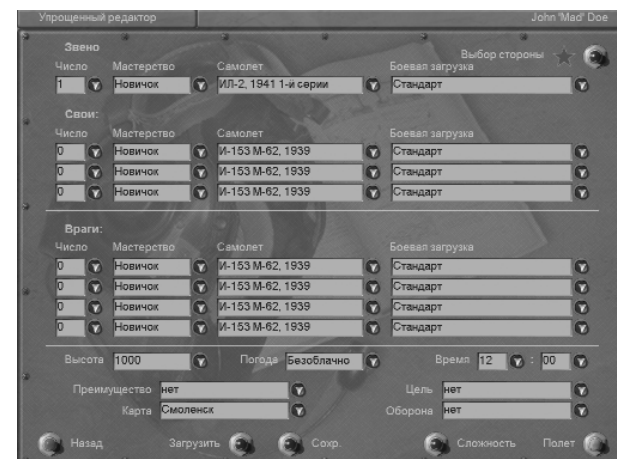 Упрощенный редактор John "Mad" Doe
Звено Выбор стороны
Число Мастерство Самолет Боевая загрузка
1 Новичок ИЛ-2, 1941 1-й серии Стандарт
Свои:
Число Мастерство Самолет Боевая загрузка
0 Новичок И-153 М-62, 1939 Стандарт
0 Новичок И-153 М-62, 1939 Стандарт
0 Новичок И-153 М-62, 1939 Стандарт
Враги:
Число Мастерство Самолет Боевая загрузка
0 Новичок И-153 М-62, 1939 Стандарт
0 Новичок И-153 М-62, 1939 Стандарт
0 Новичок И-153 М-62, 1939 Стандарт
0 Новичок И-153 М-62, 1939 Стандарт
Высота 1000 Погода Безоблачно Время 12 : 00
Преимущество нет Цель нет
Карта Смоленск Оборона нет
Назад Загрузить Сохр. Сложность Полет